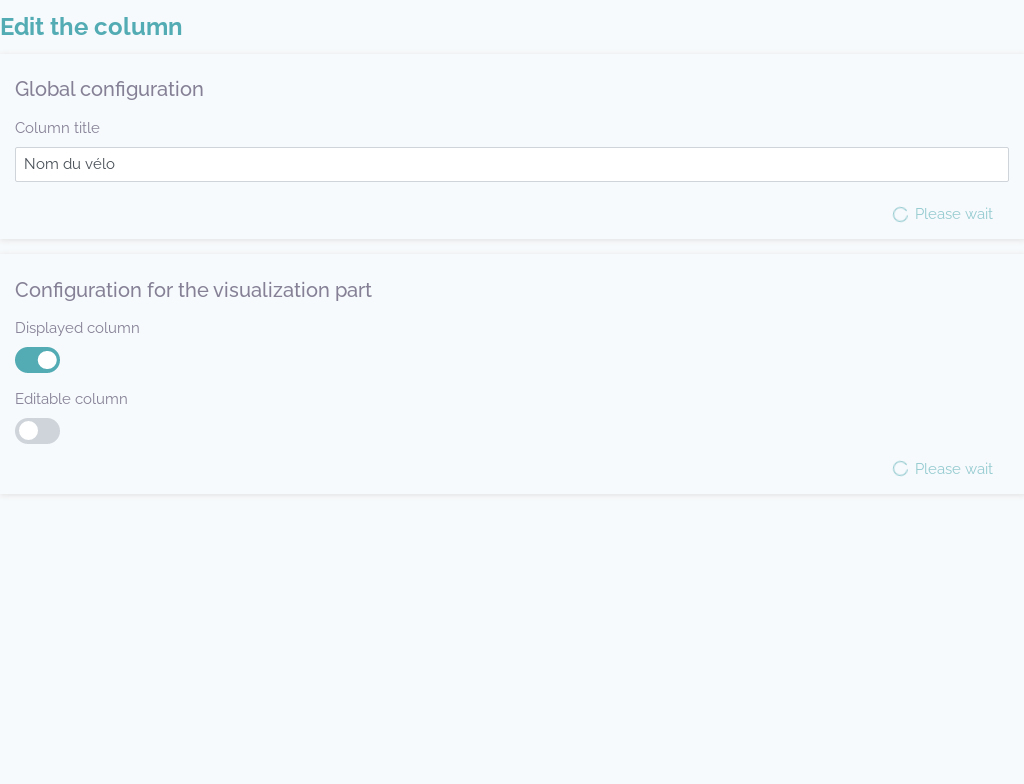 Edit the column
Global configuration
Column title
Nom du vélo
Please wait
Configuration for the visualization part
Displayed column
Editable column
Please wait